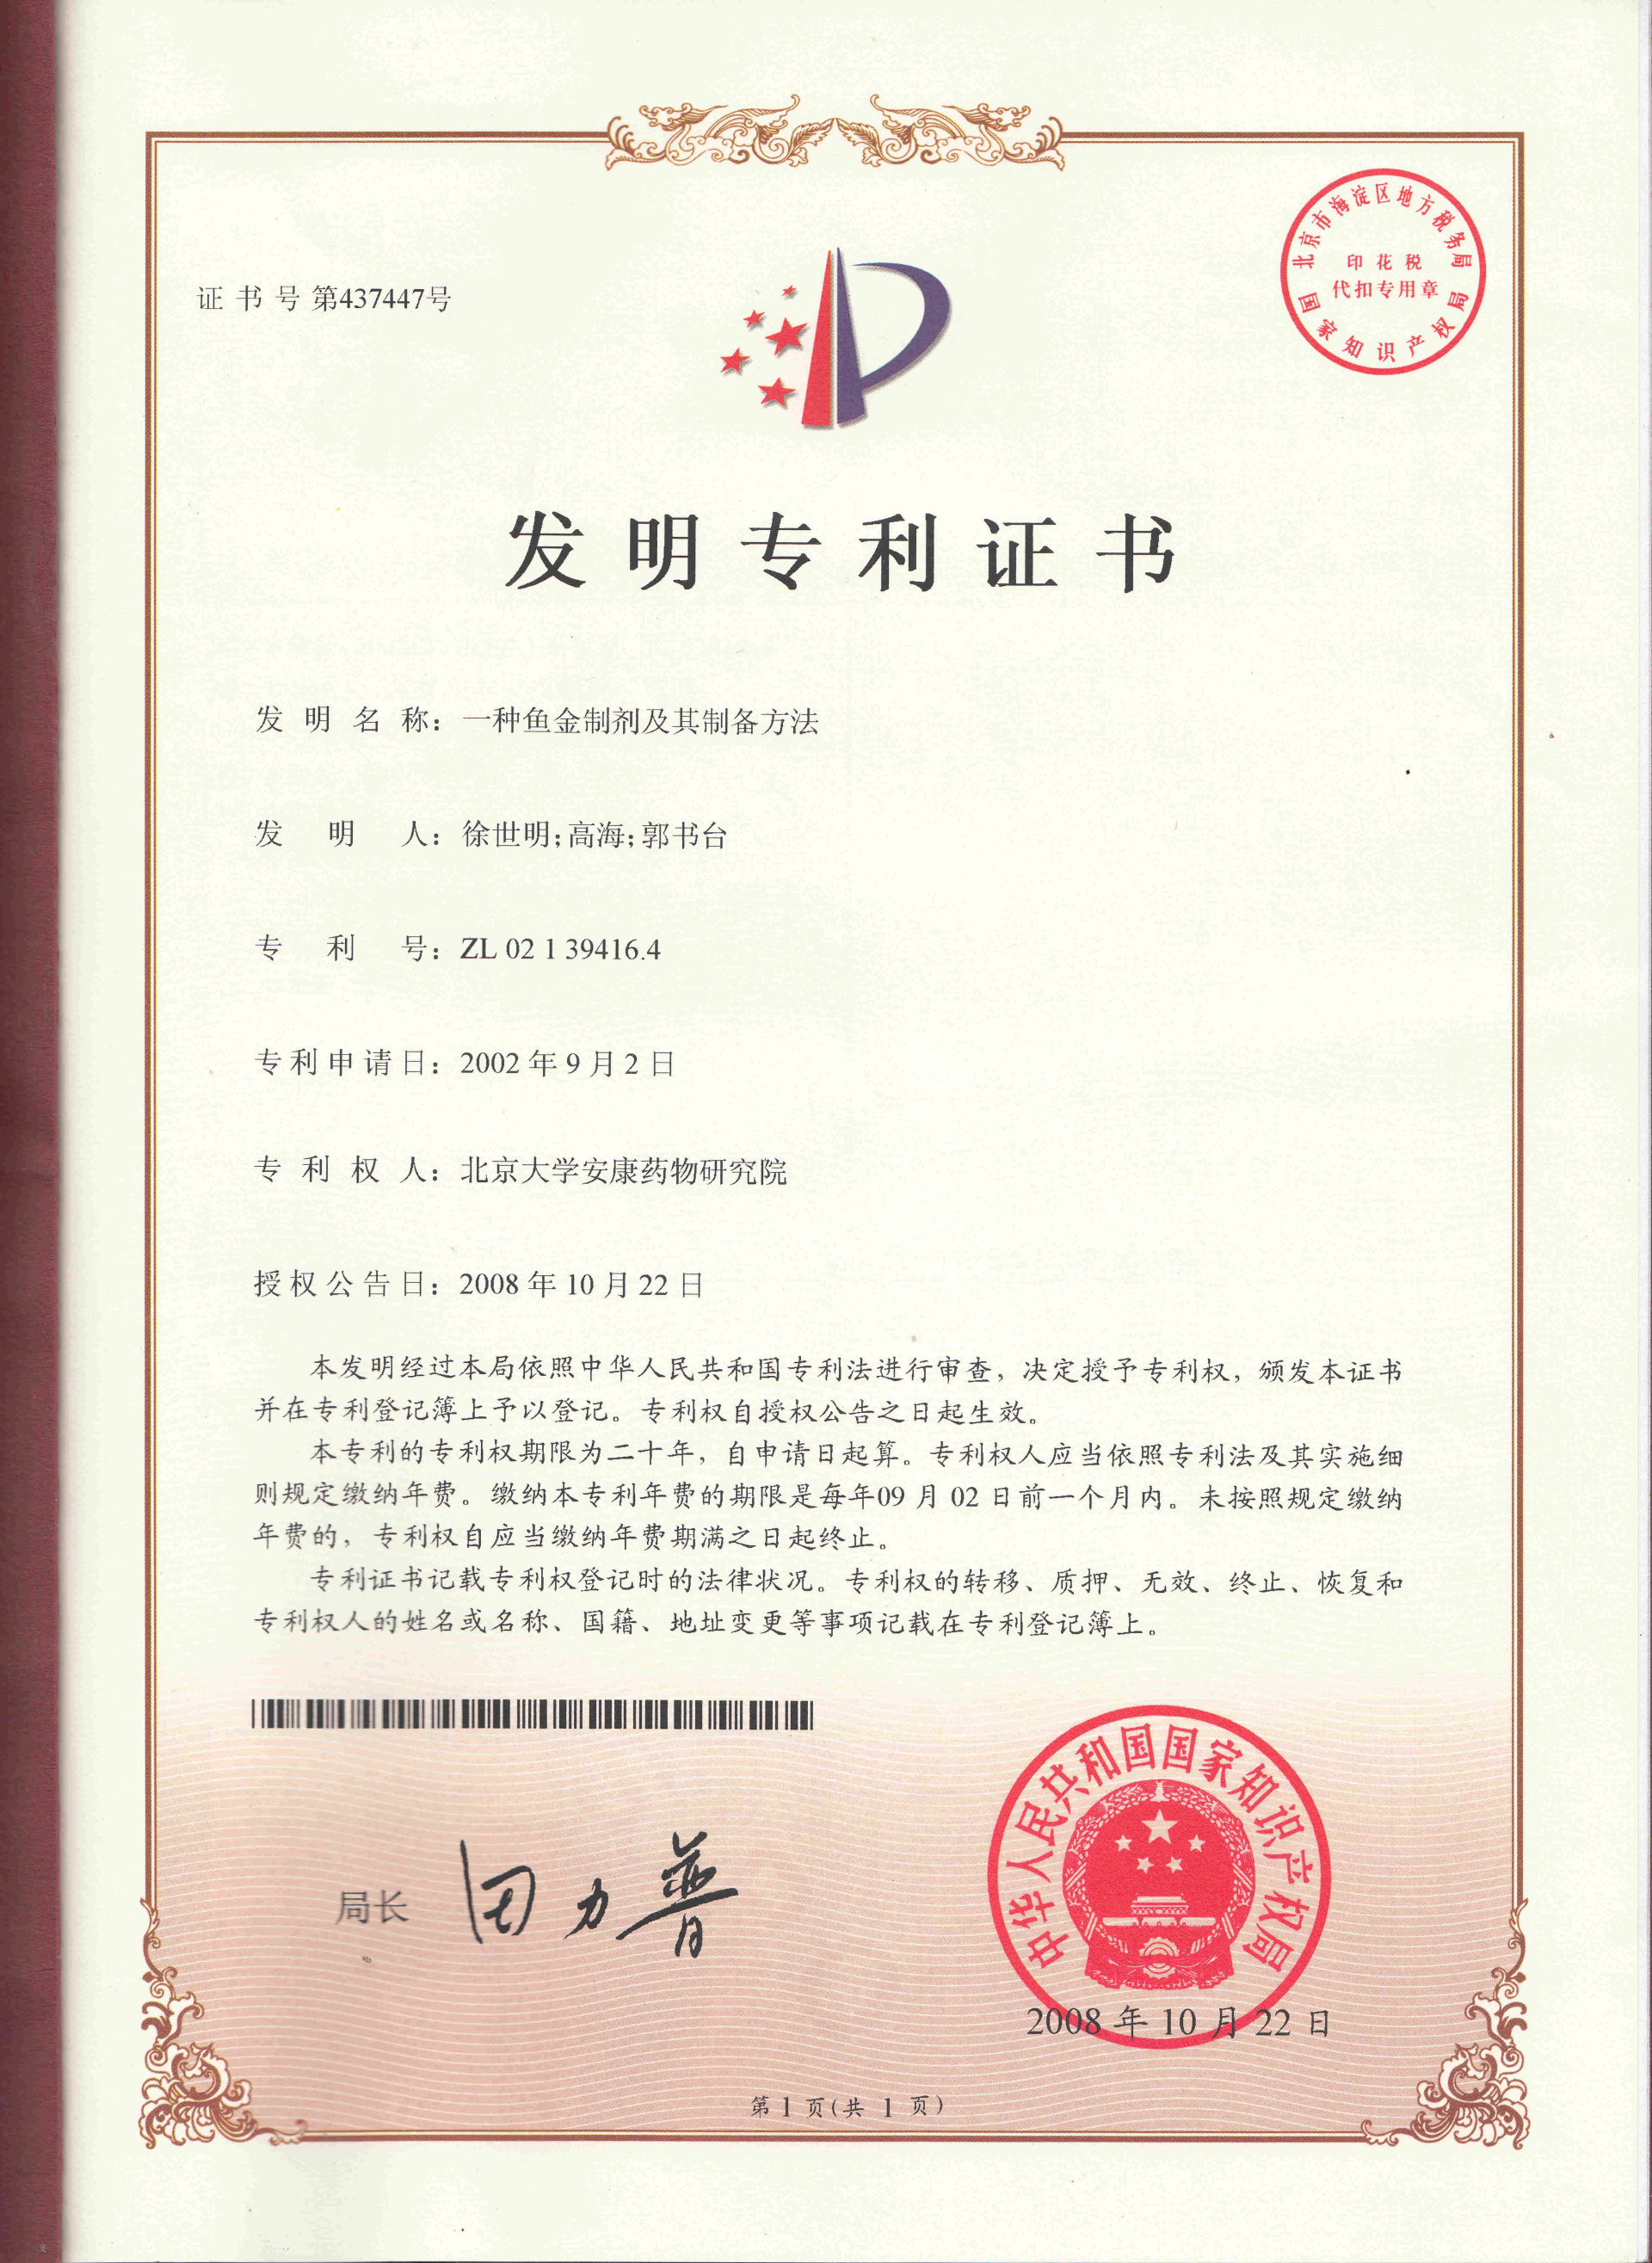 证书号第437447号
北京市海淀区地方税务局
印花税
代扣专用章
国家知识产权局
发明专利证书
发明名称：一种鱼金制剂及其制备方法
发明人：徐世明;高海;郭书台
专利号：ZL 02 1 39416.4
专利申请日：2002年9月2日
专利权人：北京大学安康药物研究院
授权公告日：2008年10月22日
本发明经过本局依照中华人民共和国专利法进行审查，决定授予专利权，颁发本证书
并在专利登记簿上予以登记。专利权自授权公告之日起生效。
本专利的专利权期限为二十年，自申请日起算。专利权人应当依照专利法及其实施细
则规定缴纳年费。缴纳本专利年费的期限是每年09月02日前一个月内。未按照规定缴纳
年费的，专利权自应当缴纳年费期满之日起终止。
专利证书记载专利权登记时的法律状况。专利权的转移、质押、无效、终止、恢复和
专利权人的姓名或名称、国籍、地址变更等事项记载在专利登记簿上。
局长 田力普
中华人民共和国国家知识产权局
2008年10月22日
第1页(共1页)